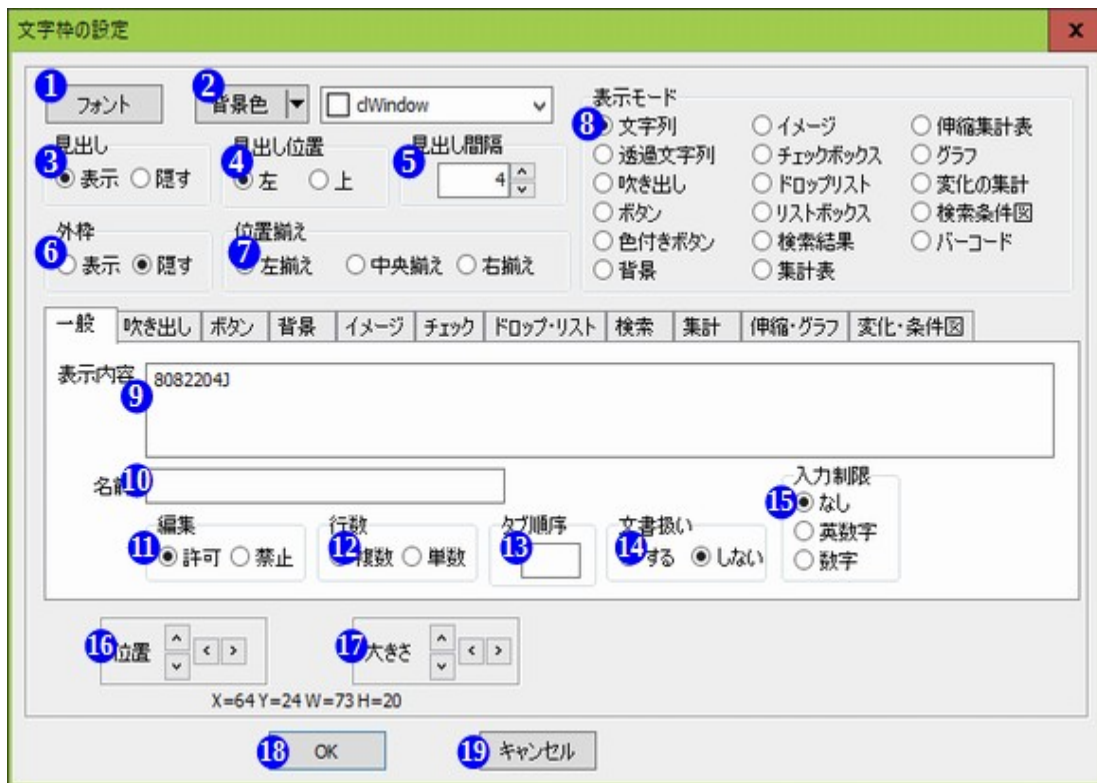 文字枠の設定
x
1 フォント 2 背景色 dWindow
表示モード
3 見出し 4 見出し位置 5 見出し間隔
表示 隠す 左 上 4
6 外枠 7 位置揃え
表示 隠す 左揃え 中央揃え 右揃え
8 文字列 イメージ 伸縮集計表
透過文字列 チェックボックス グラフ
吹き出し ドロップリスト 変化の集計
ボタン リストボックス 検索条件図
色付きボタン 検索結果 バーコード
背景 集計表
一般 吹き出し ボタン 背景 イメージ チェック ドロップ・リスト 検索 集計 伸縮・グラフ 変化・条件図
表示内容 9 8082204J
名前 10
編集 行数 タブ順序 文書扱い 入力制限
11 許可 禁止 12 複数 単数 13 14 する しない 15 なし
英数字
数字
16 位置 17 大きさ
X=64 Y=24 W=73 H=20
18 OK 19 キャンセル